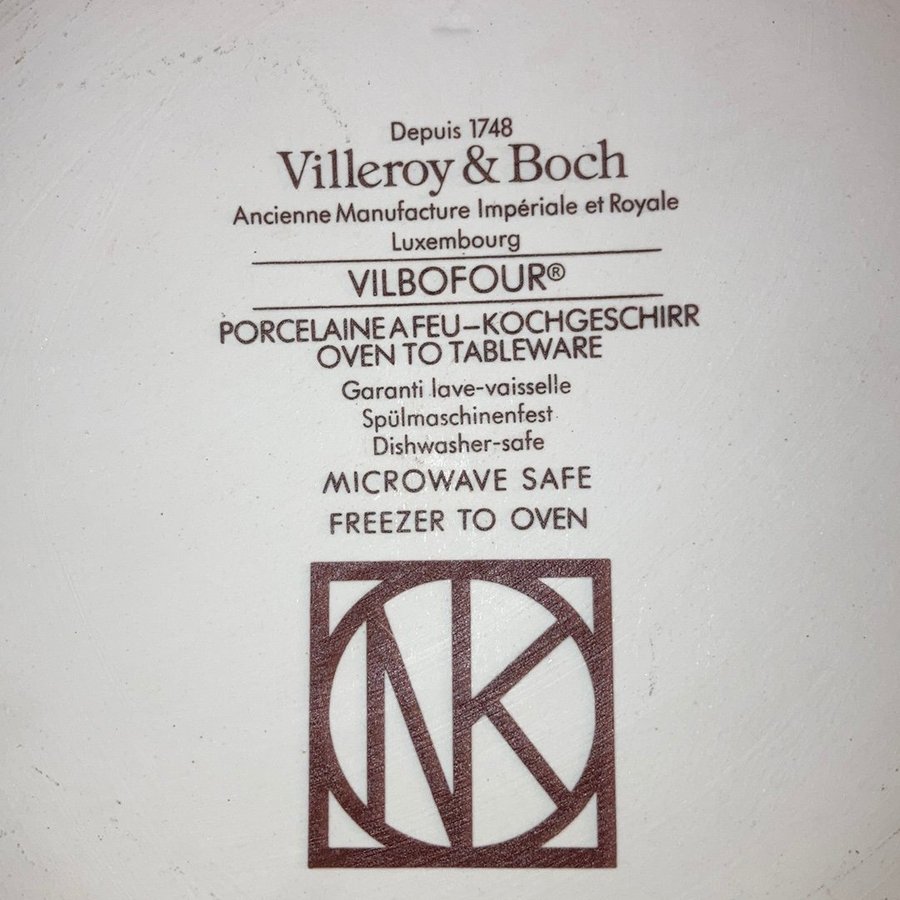 Depuis 1748
Villeroy & Boch
Ancienne Manufacture Impériale et Royale
Luxembourg
VILBOFOUR®
PORCELAINE A FEU–KOCHGESCHIRR
OVEN TO TABLEWARE
Garanti lave-vaisselle
Spülmaschinenfest
Dishwasher-safe
MICROWAVE SAFE
FREEZER TO OVEN
NK